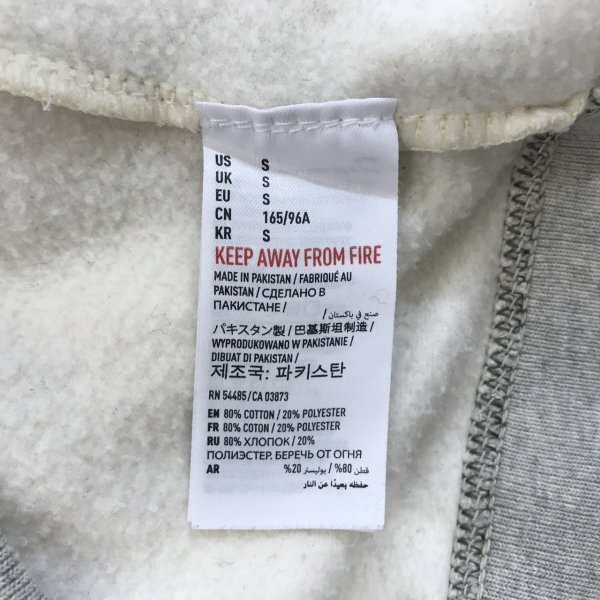 US S
UK S
EU S
CN 165/96A
KR S
KEEP AWAY FROM FIRE
MADE IN PAKISTAN / FABRIQUÉ AU
PAKISTAN / СДЕЛАНО В
ПАКИСТАНЕ /
صنع في باكستان /
パキスタン製 / 巴基斯坦制造 /
WYPRODUKOWANO W PAKISTANIE /
DIBUAT DI PAKISTAN /
제조국: 파키스탄
RN 54485 / CA 03873
EN 80% COTTON / 20% POLYESTER
FR 80% COTON / 20% POLYESTER
RU 80% ХЛОПОК / 20%
ПОЛИЭСТЕР. БЕРЕЧЬ ОТ ОГНЯ
AR قطن 80% / بوليستر 20%
حفظه بعيدًا عن النار